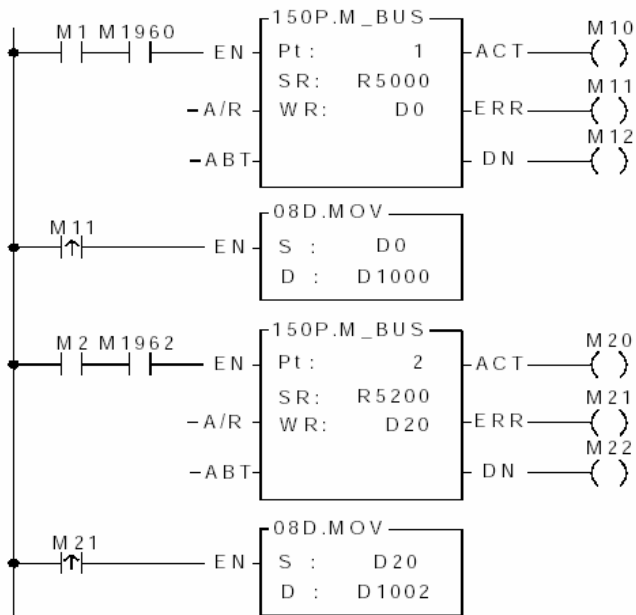 M1 M1960
150P.M_BUS
EN Pt: 1 ACT M10
SR: R5000
A/R WR: D0 ERR M11
ABT DN M12
M11
08D.MOV
EN S : D0
D : D1000
M2 M1962
150P.M_BUS
EN Pt: 2 ACT M20
SR: R5200
A/R WR: D20 ERR M21
ABT DN M22
M21
08D.MOV
EN S : D20
D : D1002